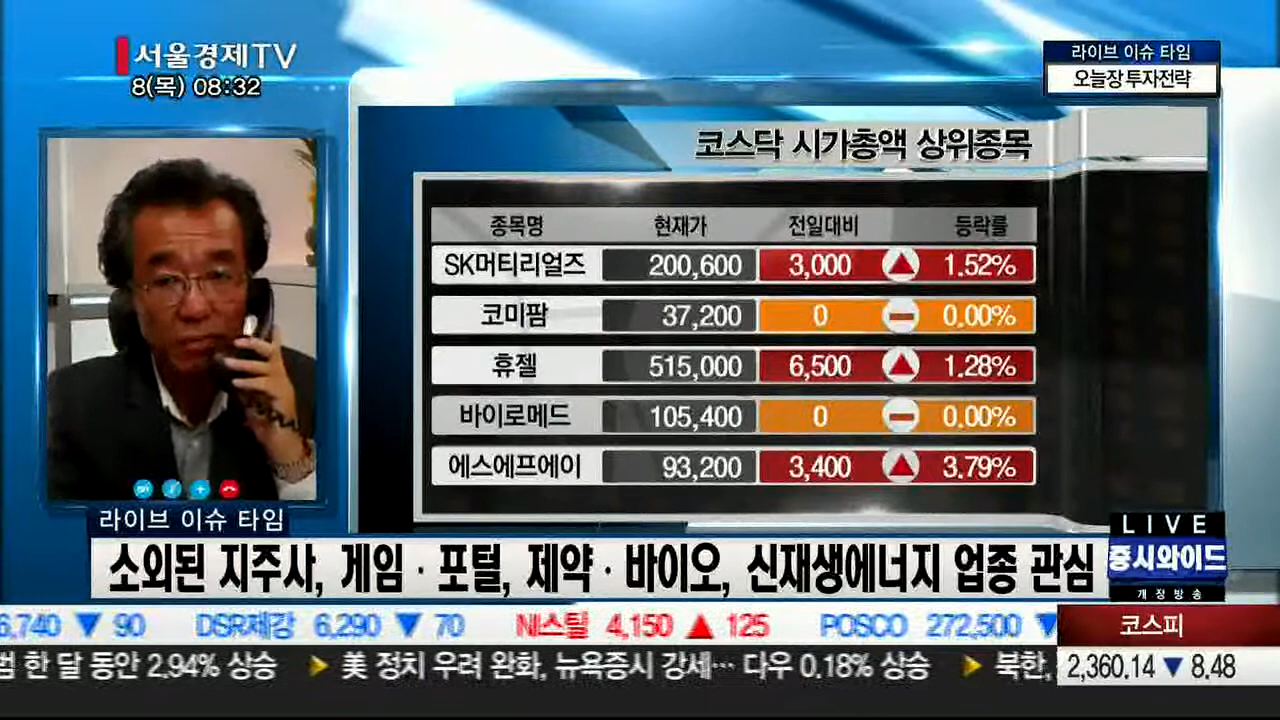 서울경제TV
8(목) 08:32
라이브 이슈 타임
오늘장 투자전략
코스닥 시가총액 상위종목
종목명 현재가 전일대비 등락률
SK머티리얼즈 200,600 3,000 ▲ 1.52%
코미팜 37,200 0 − 0.00%
휴젤 515,000 6,500 ▲ 1.28%
바이로메드 105,400 0 − 0.00%
에스에프에이 93,200 3,400 ▲ 3.79%
라이브 이슈 타임
소외된 지주사, 게임·포털, 제약·바이오, 신재생에너지 업종 관심
LIVE
증시와이드
개장방송
6,740 ▼ 90 DSR제강 6,290 ▼ 70 NI스틸 4,150 ▲ 125 POSCO 272,500 ▼
코스피
한 달 동안 2.94% 상승 ▶ 美 정치 우려 완화, 뉴욕증시 강세… 다우 0.18% 상승 ▶ 북한,
2,360.14 ▼ 8.48